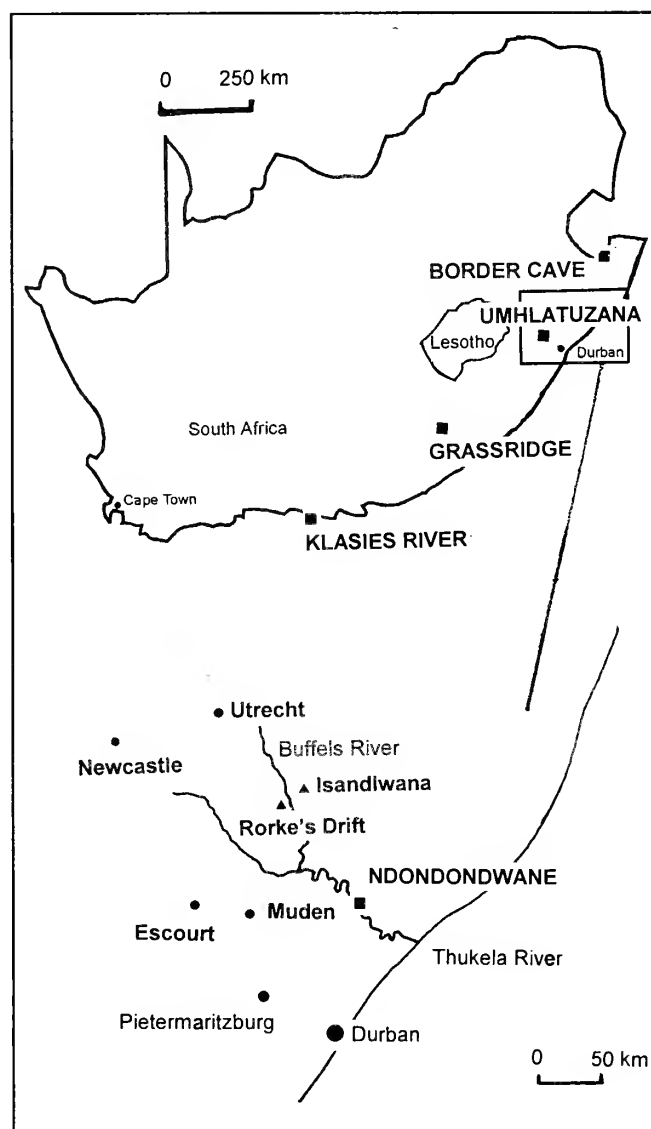 0 250 km
BORDER CAVE
UMHLATUZANA
Lesotho
Durban
South Africa
GRASSRIDGE
Cape Town
KLASIES RIVER
Utrecht
Buffels River
Newcastle
Isandlwana
Rorke's Drift
NDONDONDWANE
Muden
Escourt
Thukela River
Pietermaritzburg
Durban
0 50 km